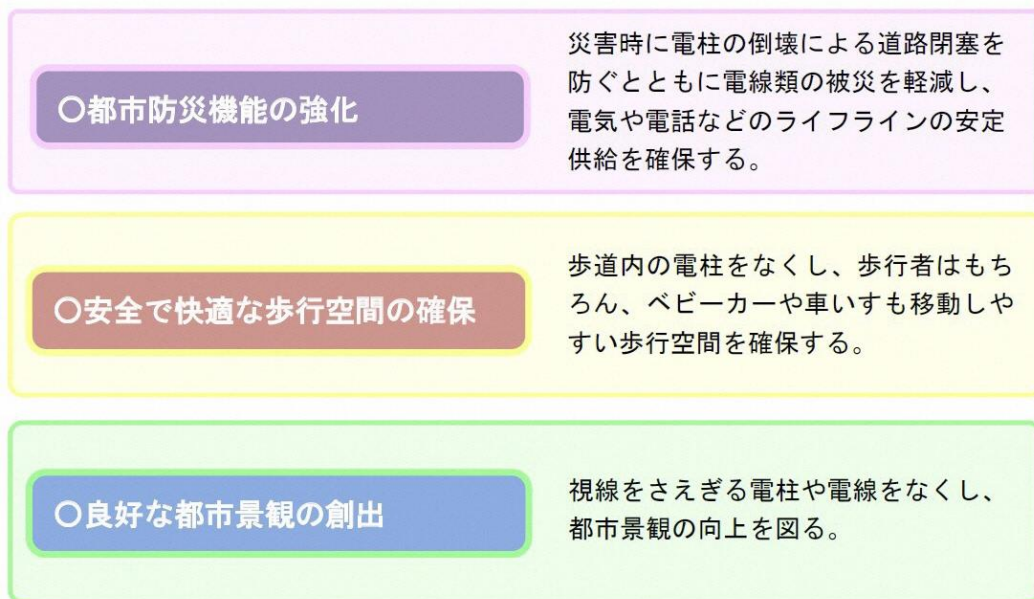 〇都市防災機能の強化
災害時に電柱の倒壊による道路閉塞を
防ぐとともに電線類の被災を軽減し、
電気や電話などのライフラインの安定
供給を確保する。
〇安全で快適な歩行空間の確保
歩道内の電柱をなくし、歩行者はもち
ろん、ベビーカーや車いすも移動しや
すい歩行空間を確保する。
〇良好な都市景観の創出
視線をさえぎる電柱や電線をなくし、
都市景観の向上を図る。